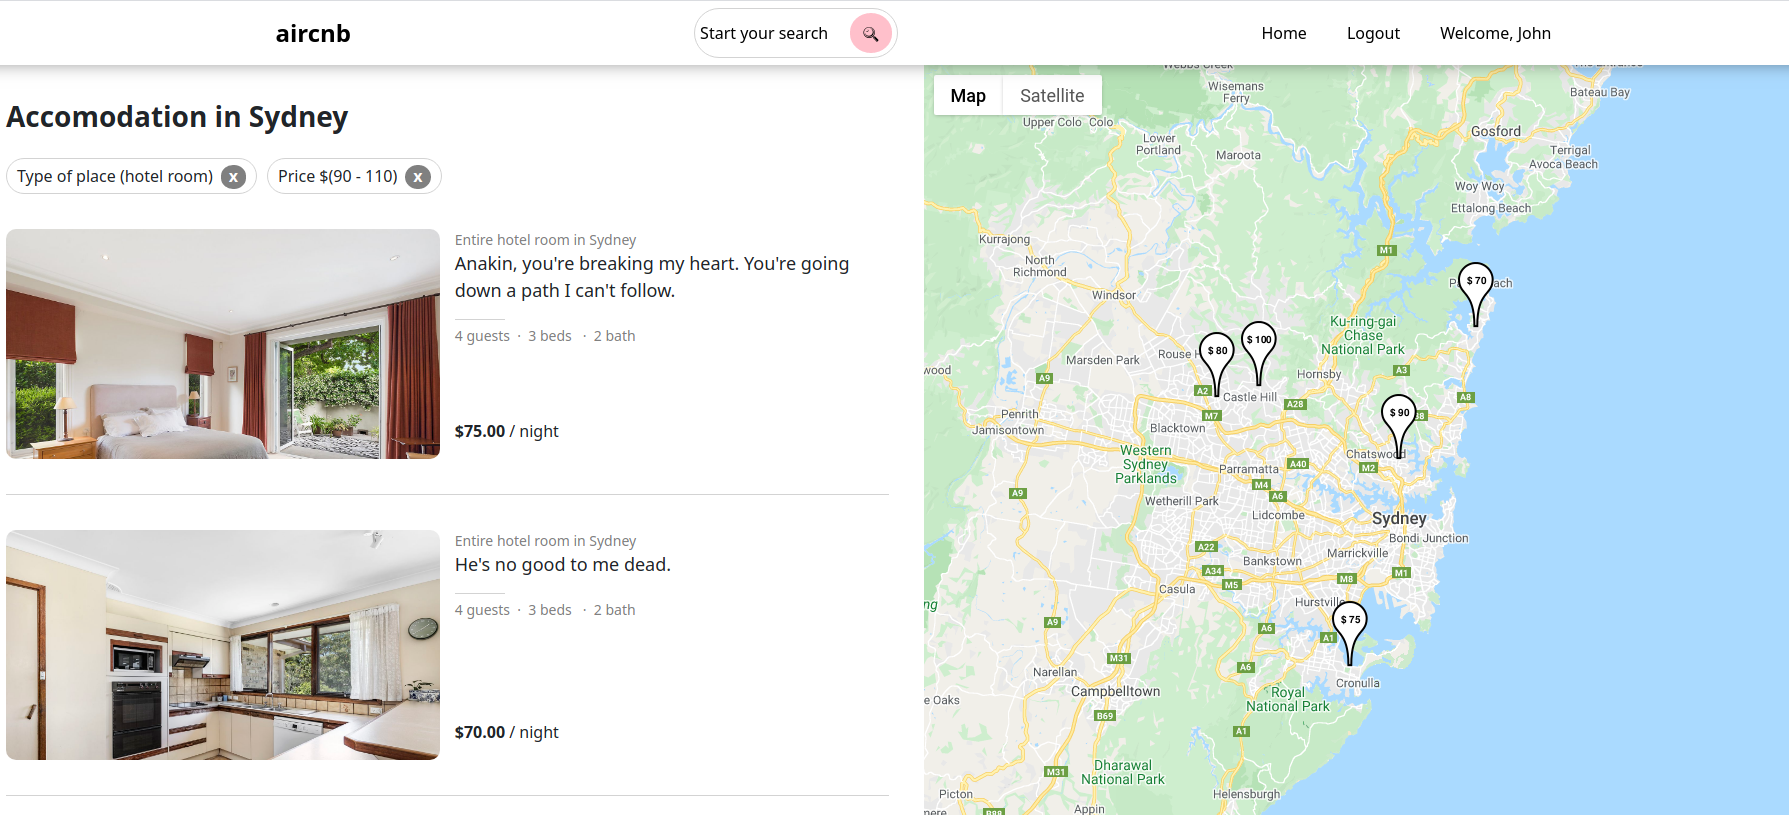 aircnb
Start your search
Home
Logout
Welcome, John
Accomodation in Sydney
Type of place (hotel room) x
Price $(90 - 110) x
Entire hotel room in Sydney
Anakin, you're breaking my heart. You're going
down a path I can't follow.
4 guests · 3 beds · 2 bath
$75.00 / night
Entire hotel room in Sydney
He's no good to me dead.
4 guests · 3 beds · 2 bath
$70.00 / night
Map
Satellite
Wisemans
Ferry
Bateau Bay
Upper Colo
Colo
Gosford
Lower
Portland
Maroota
Terrigal
Avoca Beach
Woy Woy
Ettalong Beach
Kurrajong
M1
North
Richmond
$ 70
Windsor
Ku-ring-gai
Chase
National Park
$ 80
$ 100
Marsden Park
Rouse
wood
A9
Hornsby
A3
A2
Castle Hill
A28
A8
Penrith
M7
$ 90
Jamisontown
Blacktown
Western
Sydney
Parklands
Chatswood
M2
Parramatta
A40
M4
A6
A9
Wetherill Park
Lidcombe
Sydney
Bondi Junction
A22
Marrickville
Bankstown
A34
M5
M8
M1
Casula
Hurstville
ng
A9
A6
A1
$ 75
M31
A6
Narellan
Cronulla
Campbelltown
Royal
National Park
e Oaks
B69
A1
M31
Dharawal
National Park
Picton
Helensburgh
Appin